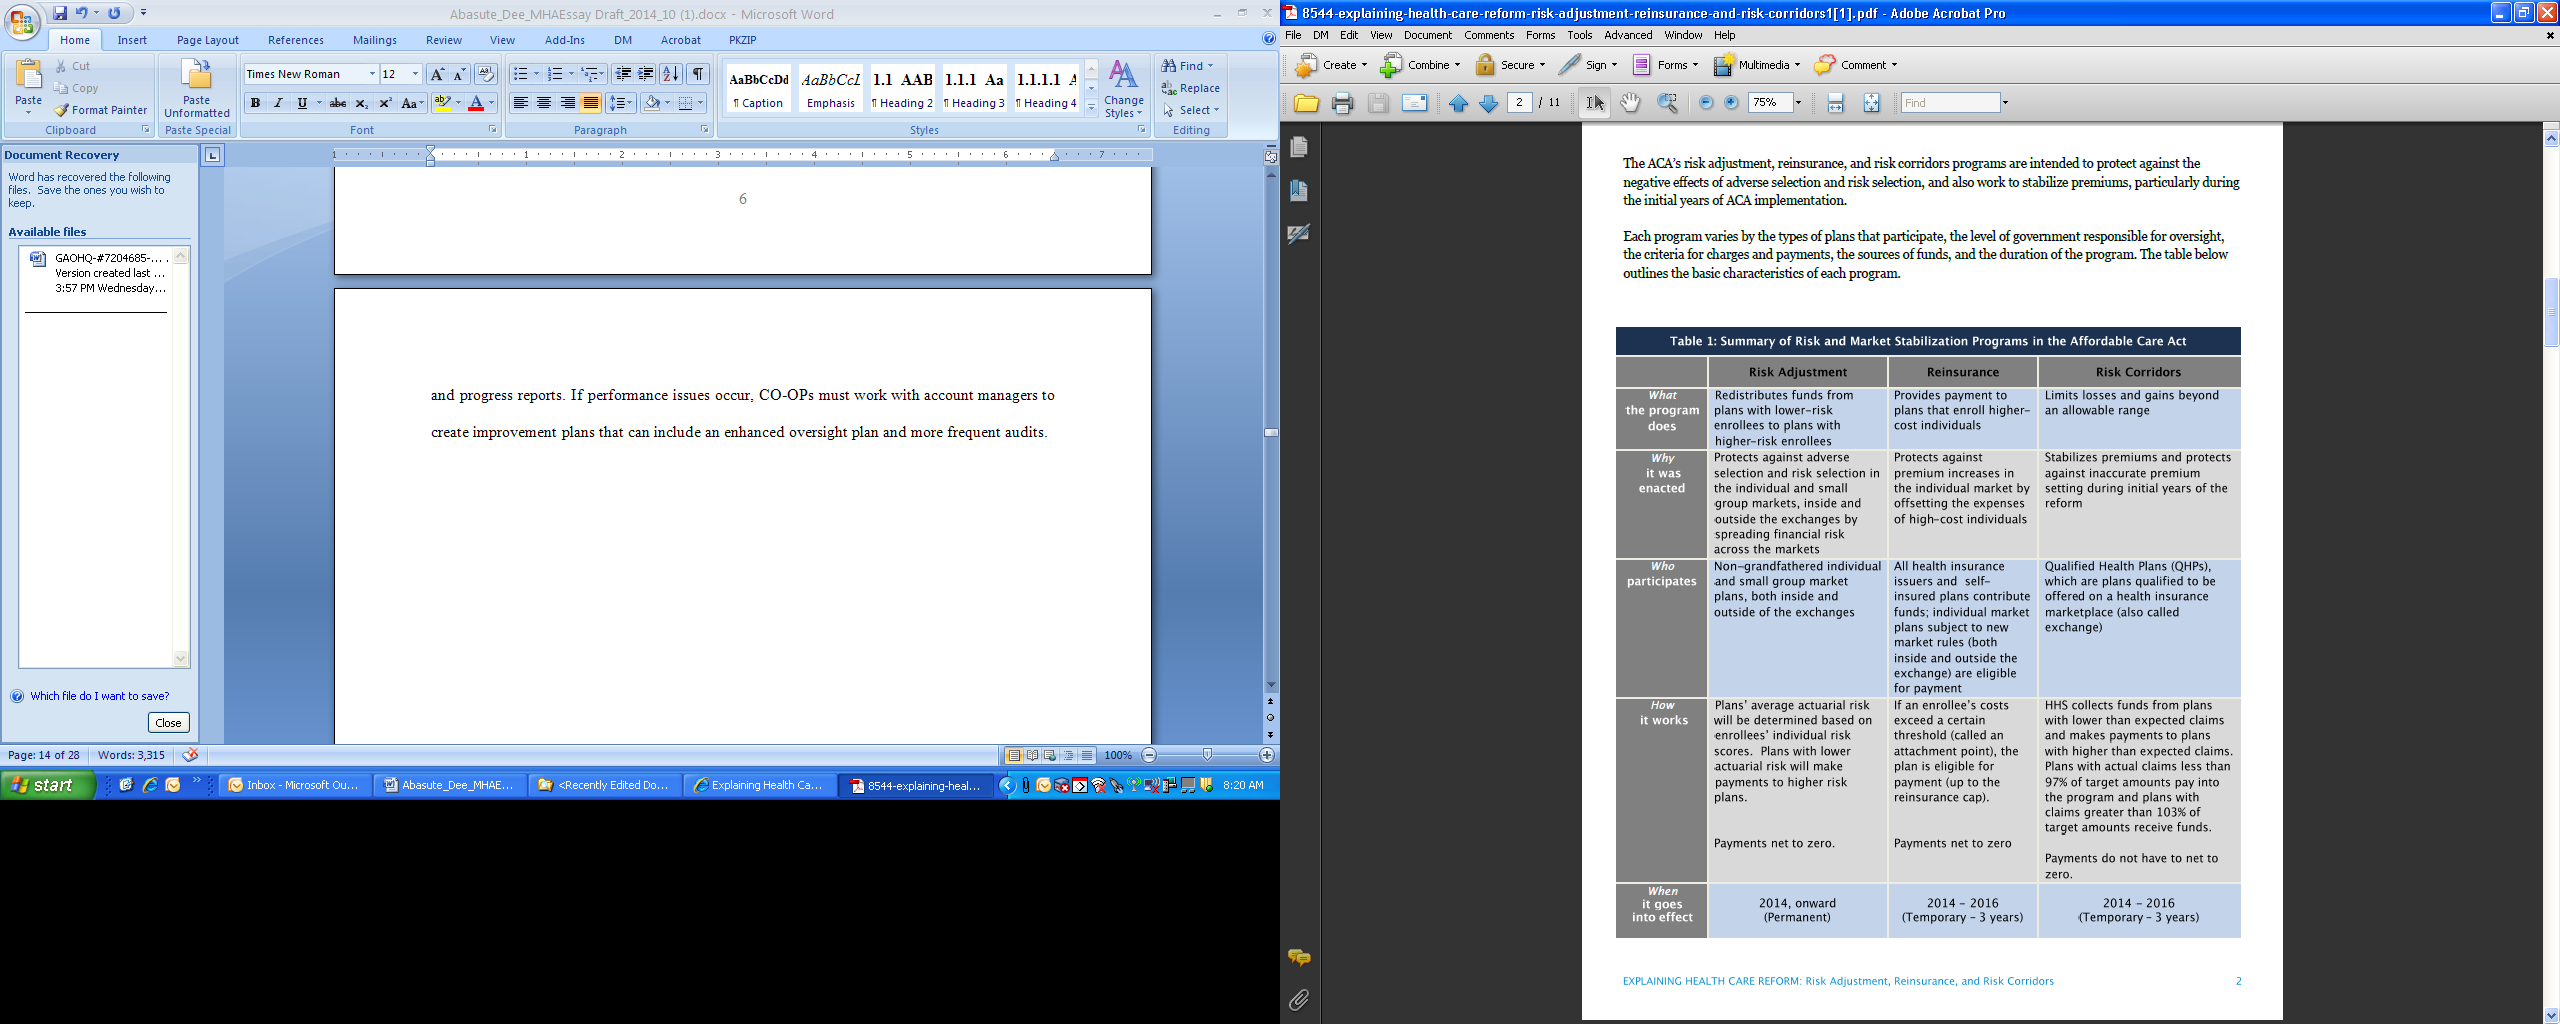 Abasute_Dee_MHAEssay Draft_2014_10 (1).docx - Microsoft Word
Home Insert Page Layout References Mailings Review View Add-Ins DM Acrobat PKZIP
Paste
Cut
Copy
Format Painter
Clipboard
Paste
Unformatted
Paste Special
Times New Roman 12
Font
Paragraph
AaBbCcDd AaBbCcL 1.1 AAB 1.1.1 Aa 1.1.1.1 A
¶ Caption Emphasis ¶ Heading 2 ¶ Heading 3 ¶ Heading 4
Change
Styles
Styles
Find
Replace
Select
Editing
Document Recovery
Word has recovered the following
files. Save the ones you wish to
keep.
Available files
GAOHQ-#7204685-...
Version created last ...
3:57 PM Wednesday...
Which file do I want to save?
Close
1 1 2 3 4 5 6 7
6
and progress reports. If performance issues occur, CO-OPs must work with account managers to
create improvement plans that can include an enhanced oversight plan and more frequent audits.
Page: 14 of 28 Words: 3,315 100%
start
Inbox - Microsoft Ou...
Abasute_Dee_MHAE...
<Recently Edited Do...
Explaining Health Ca...
8544-explaining-heal...
8:20 AM
8544-explaining-health-care-reform-risk-adjustment-reinsurance-and-risk-corridors1[1].pdf - Adobe Acrobat Pro
File DM Edit View Document Comments Forms Tools Advanced Window Help
Create Combine Secure Sign Forms Multimedia Comment
2 / 11 75% Find
The ACA's risk adjustment, reinsurance, and risk corridors programs are intended to protect against the
negative effects of adverse selection and risk selection, and also work to stabilize premiums, particularly during
the initial years of ACA implementation.
Each program varies by the types of plans that participate, the level of government responsible for oversight,
the criteria for charges and payments, the sources of funds, and the duration of the program. The table below
outlines the basic characteristics of each program.
Table 1: Summary of Risk and Market Stabilization Programs in the Affordable Care Act
Risk Adjustment Reinsurance Risk Corridors
What
the program
does
Redistributes funds from
plans with lower-risk
enrollees to plans with
higher-risk enrollees
Provides payment to
plans that enroll higher-
cost individuals
Limits losses and gains beyond
an allowable range
Why
it was
enacted
Protects against adverse
selection and risk selection in
the individual and small
group markets, inside and
outside the exchanges by
spreading financial risk
across the markets
Protects against
premium increases in
the individual market by
offsetting the expenses
of high-cost individuals
Stabilizes premiums and protects
against inaccurate premium
setting during initial years of the
reform
Who
participates
Non-grandfathered individual
and small group market
plans, both inside and
outside of the exchanges
All health insurance
issuers and self-
insured plans contribute
funds; individual market
plans subject to new
market rules (both
inside and outside the
exchange) are eligible
for payment
Qualified Health Plans (QHPs),
which are plans qualified to be
offered on a health insurance
marketplace (also called
exchange)
How
it works
Plans' average actuarial risk
will be determined based on
enrollees' individual risk
scores. Plans with lower
actuarial risk will make
payments to higher risk
plans.
Payments net to zero.
If an enrollee's costs
exceed a certain
threshold (called an
attachment point), the
plan is eligible for
payment (up to the
reinsurance cap).
Payments net to zero
HHS collects funds from plans
with lower than expected claims
and makes payments to plans
with higher than expected claims.
Plans with actual claims less than
97% of target amounts pay into
the program and plans with
claims greater than 103% of
target amounts receive funds.
Payments do not have to net to
zero.
When
it goes
into effect
2014, onward
(Permanent)
2014 - 2016
(Temporary - 3 years)
2014 - 2016
(Temporary - 3 years)
EXPLAINING HEALTH CARE REFORM: Risk Adjustment, Reinsurance, and Risk Corridors 2